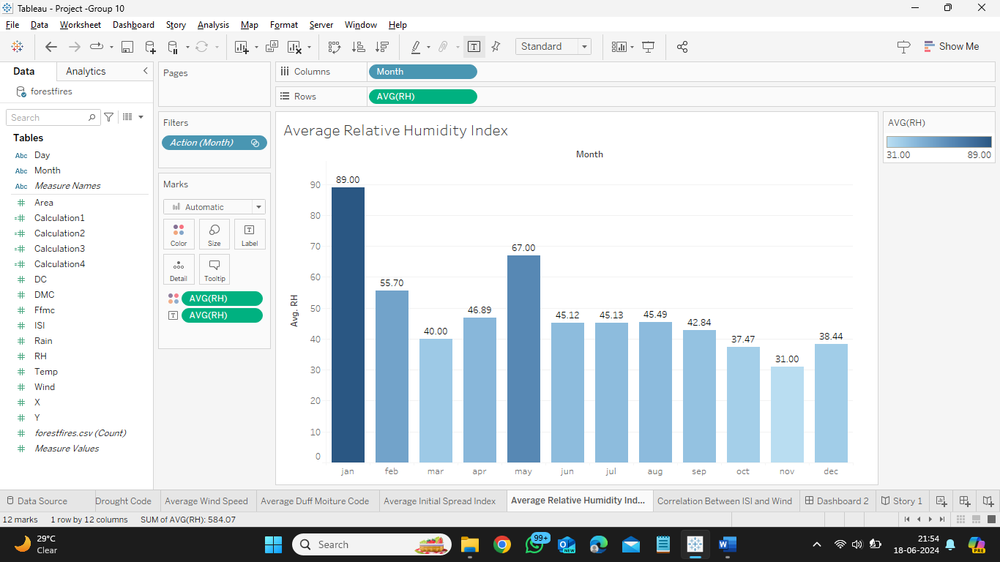 Tableau - Project -Group 10
File Data Worksheet Dashboard Story Analysis Map Format Server Window Help
Standard
Show Me
Data Analytics
forestfires
Search
Tables
Abc Day
Abc Month
Abc Measure Names
Area
Calculation1
Calculation2
Calculation3
Calculation4
DC
DMC
Ffmc
ISI
Rain
RH
Temp
Wind
X
Y
forestfires.csv (Count)
Measure Values
Pages
Filters
Action (Month)
Marks
Automatic
Color Size Label
Detail Tooltip
AVG(RH)
AVG(RH)
Columns Month
Rows AVG(RH)
Average Relative Humidity Index
Month
Avg. RH
90
80
70
60
50
40
30
20
10
0
89.00
55.70
40.00
46.89
67.00
45.12
45.13
45.49
42.84
37.47
31.00
38.44
jan feb mar apr may jun jul aug sep oct nov dec
AVG(RH)
31.00 89.00
Data Source Drought Code Average Wind Speed Average Duff Moiture Code Average Initial Spread Index Average Relative Humidity Ind... Correlation Between ISI and Wind Dashboard 2 Story 1
12 marks 1 row by 12 columns SUM of AVG(RH): 584.07
29°C
Clear
Search
99+
NEW
21:54
18-06-2024
PRE